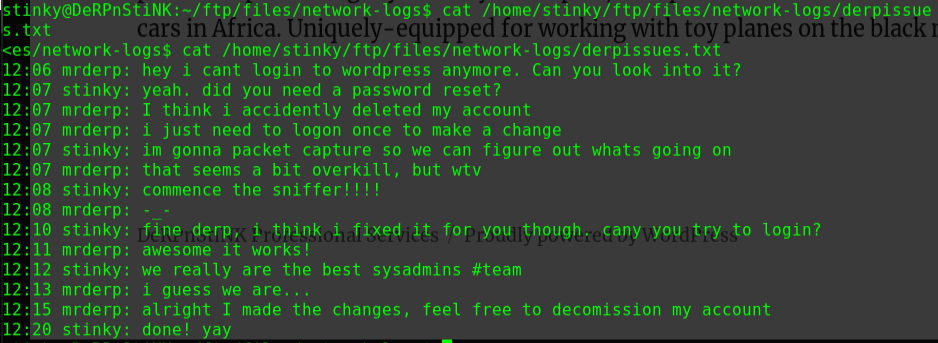 stinky@DeRPnStiNK:~/ftp/files/network-logs$ cat /home/stinky/ftp/files/network-logs/derpissue
s.txt
cars in Africa. Uniquely-equipped for working with toy planes on the black
<es/network-logs$ cat /home/stinky/ftp/files/network-logs/derpissues.txt
12:06 mrderp: hey i cant login to wordpress anymore. Can you look into it?
12:07 stinky: yeah. did you need a password reset?
12:07 mrderp: I think i accidently deleted my account
12:07 mrderp: i just need to logon once to make a change
12:07 stinky: im gonna packet capture so we can figure out whats going on
12:07 mrderp: that seems a bit overkill, but wtv
12:08 stinky: commence the sniffer!!!!
12:08 mrderp: -_-
12:10 stinky: fine derp, i think i fixed it for you though. cany you try to login?
DeRPnStiNK Professional Services / Proudly powered by WordPress
12:11 mrderp: awesome it works!
12:12 stinky: we really are the best sysadmins #team
12:13 mrderp: i guess we are...
12:15 mrderp: alright I made the changes, feel free to decomission my account
12:20 stinky: done! yay